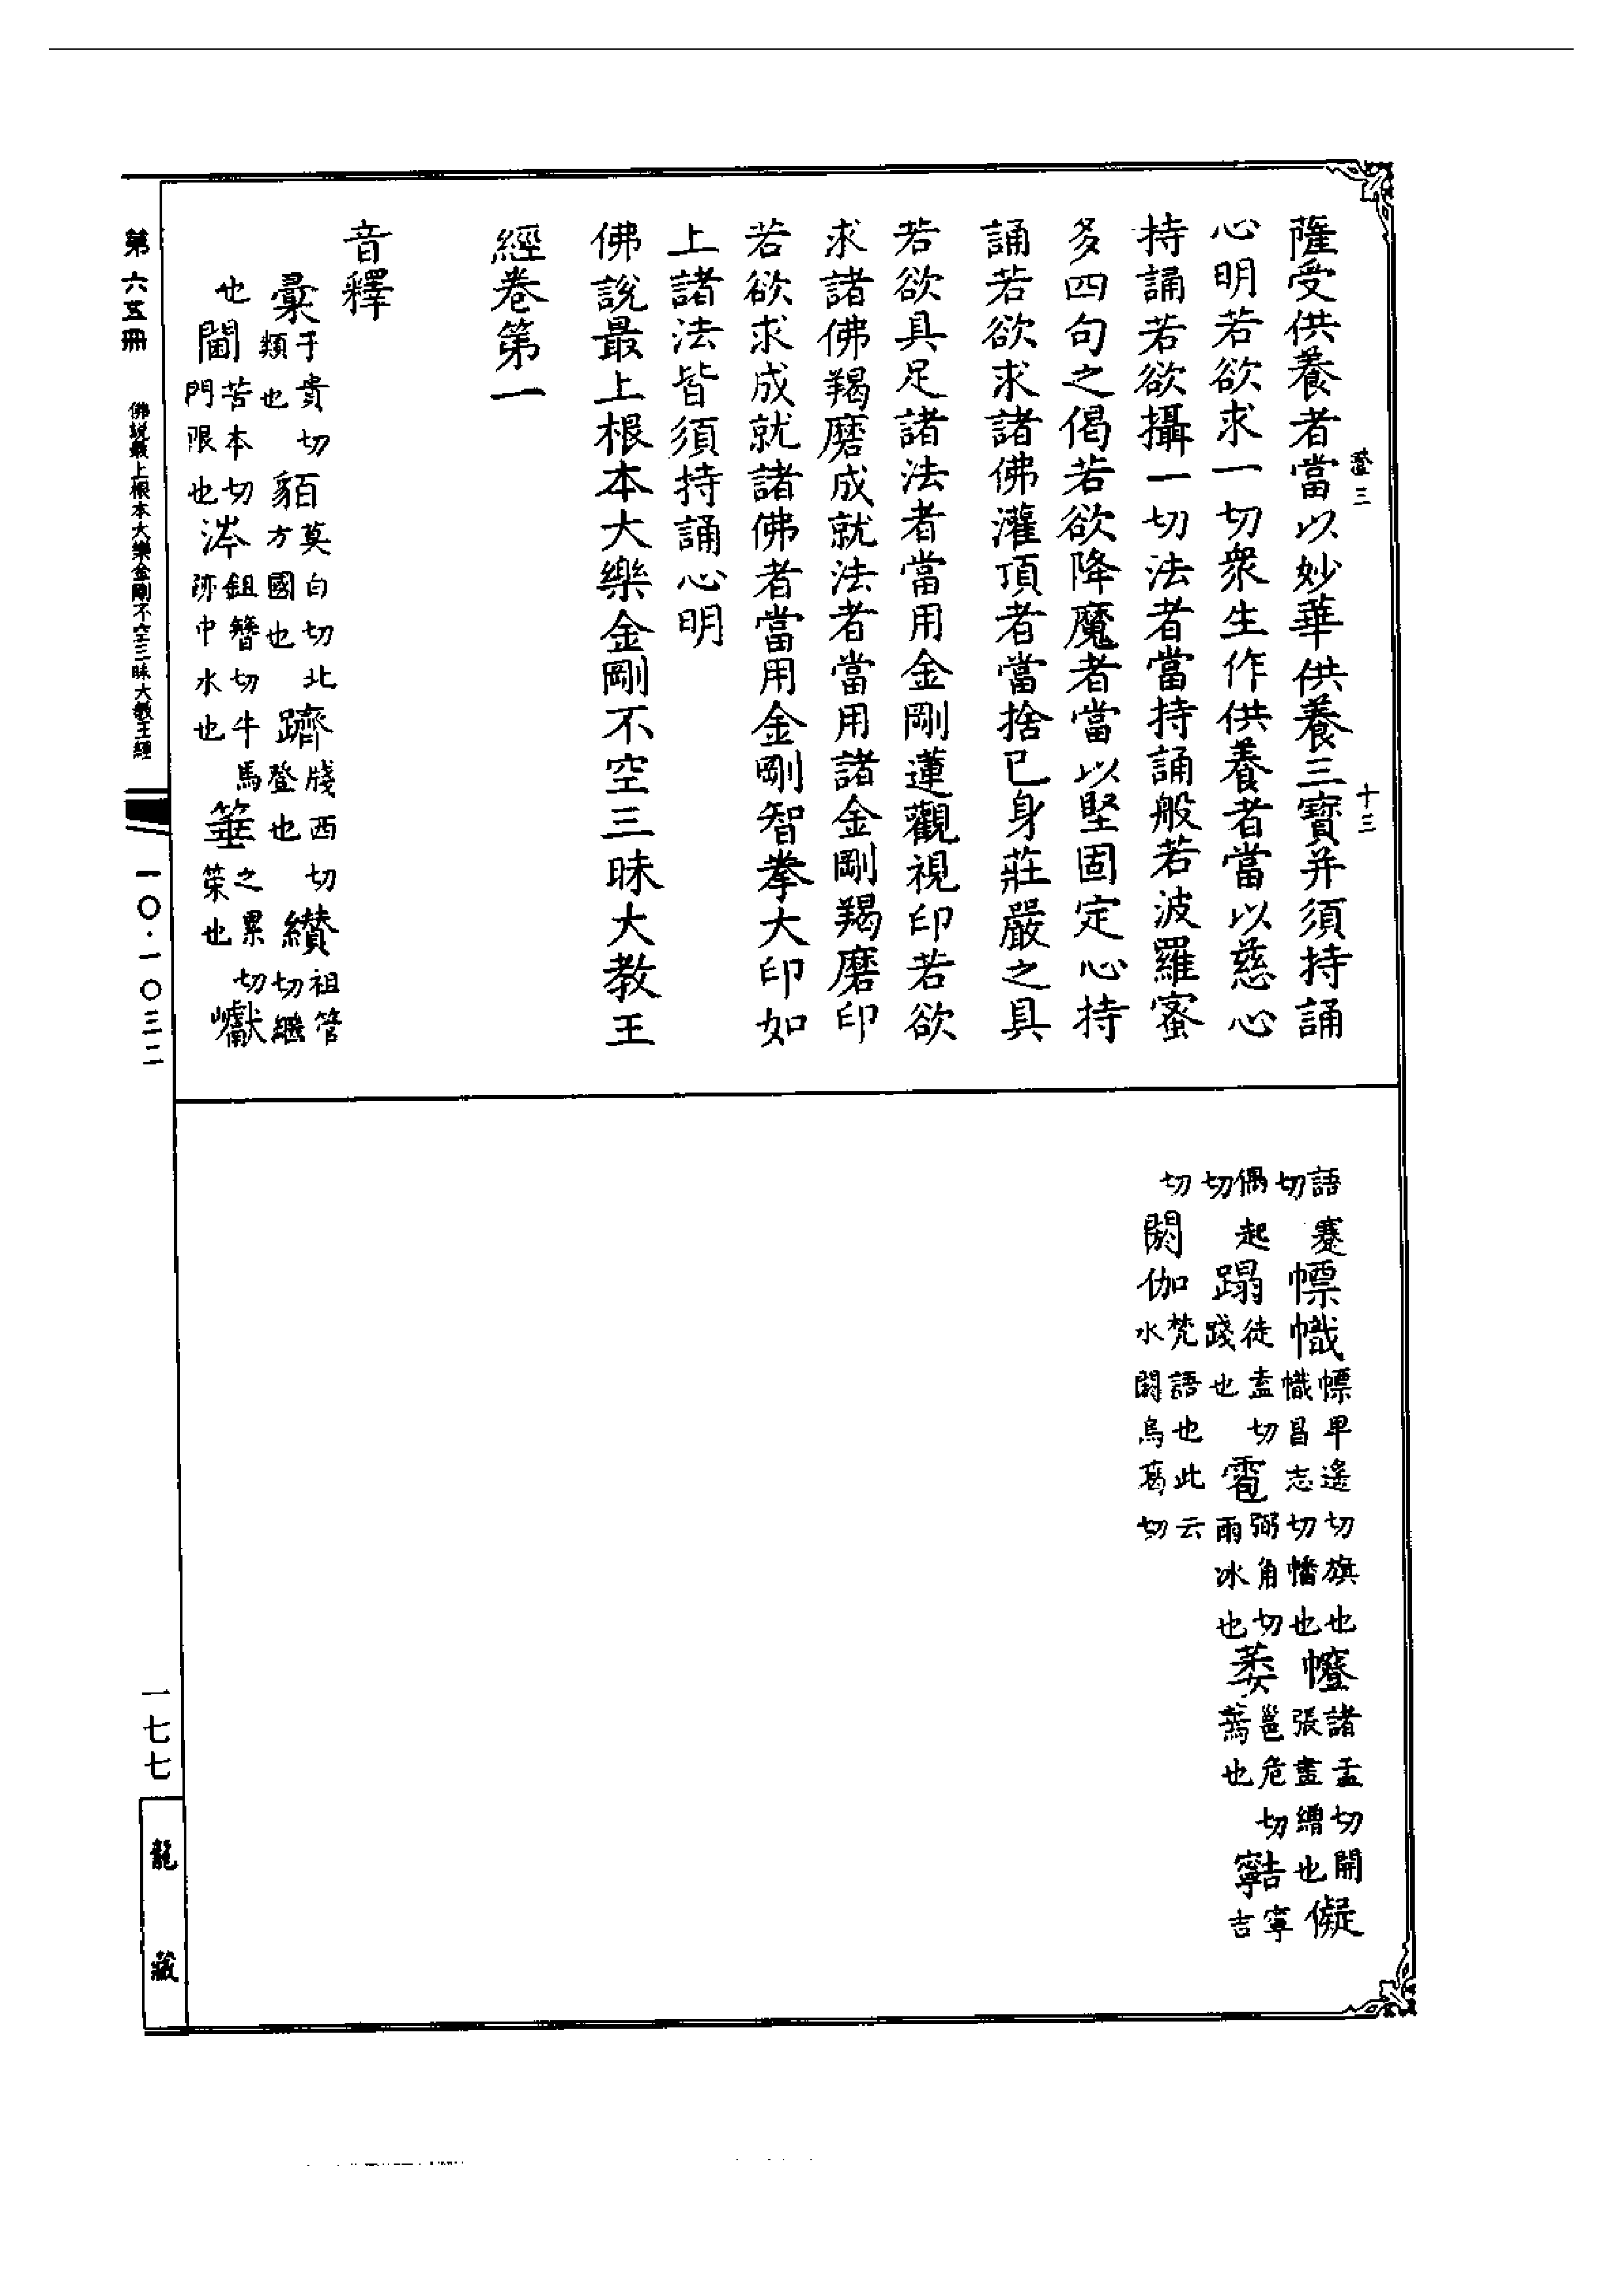 登三 十三
薩受供養者當以妙華供養三寶并須持誦
心明若欲求一切衆生作供養者當以慈心
持誦若欲攝一切法者當持誦般若波羅蜜
多四句之偈若欲降魔者當以堅固定心持
誦若欲求諸佛灌頂者當捨已身莊嚴之具
若欲具足諸法者當用金剛蓮觀視印若欲
求諸佛羯磨成就法者當用諸金剛羯磨印
若欲求成就諸佛者當用金剛智拳大印如
上諸法皆須持誦心明
佛說最上根本大樂金剛不空三昧大教王
經卷第一
音釋
彙于貴切類也 貊莫白切北方國也 躋牋西切登也 纘祖管切繼
也 閫苦本切門限也 涔鉏簪切牛馬跡中水也 箠之累切策也 巘
語蹇切 幖幟幖卑遙切旗也幟昌志切幡也 㡧諸孟切開張畫繒也 儗
偶起切 蹋徒盍切踐也 雹弼角切雨冰也 萎邕危切蔫也 寧吉
切 閼伽梵語也此云水閼烏葛切
第六五冊 佛說最上根本大樂金剛不空三昧大教王經 一〇·一〇三二
一七七 龍藏